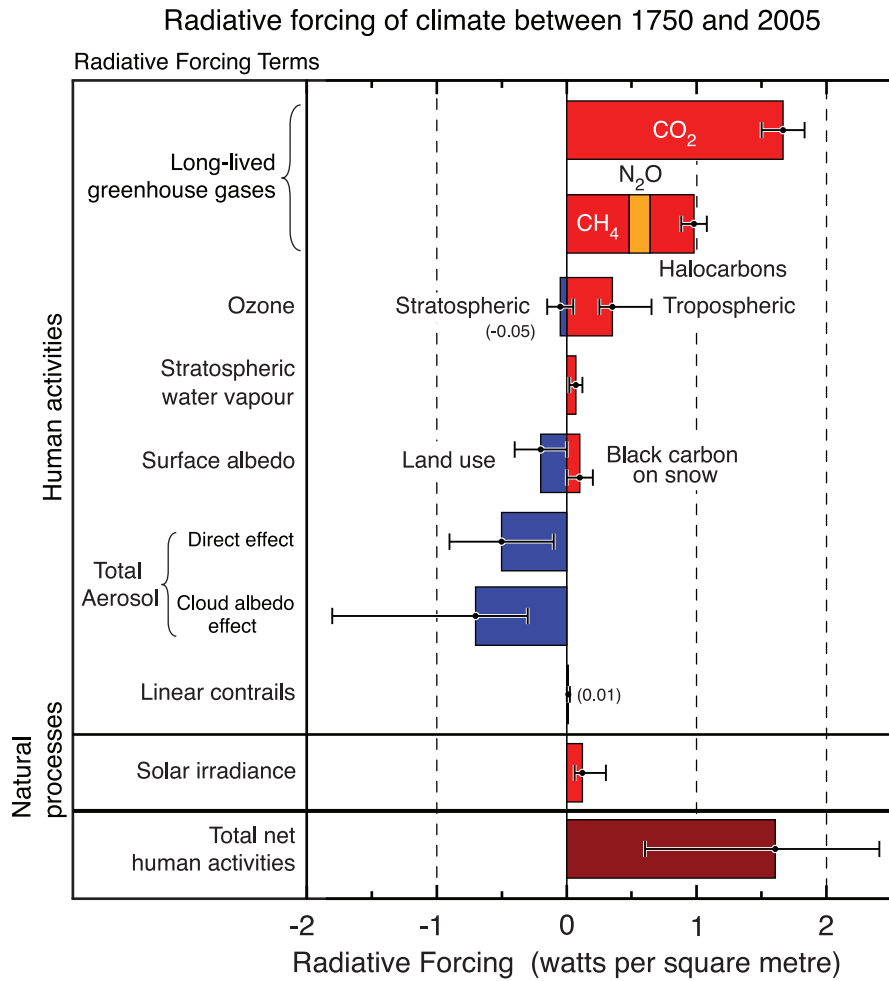 Radiative forcing of climate between 1750 and 2005
Radiative Forcing Terms
Human activities
Long-lived
greenhouse gases
CO₂
N₂O
CH₄
Halocarbons
Ozone
Stratospheric
(-0.05)
Tropospheric
Stratospheric
water vapour
Surface albedo
Land use
Black carbon
on snow
Total
Aerosol
Direct effect
Cloud albedo
effect
Linear contrails
(0.01)
Natural
processes
Solar irradiance
Total net
human activities
-2 -1 0 1 2
Radiative Forcing (watts per square metre)